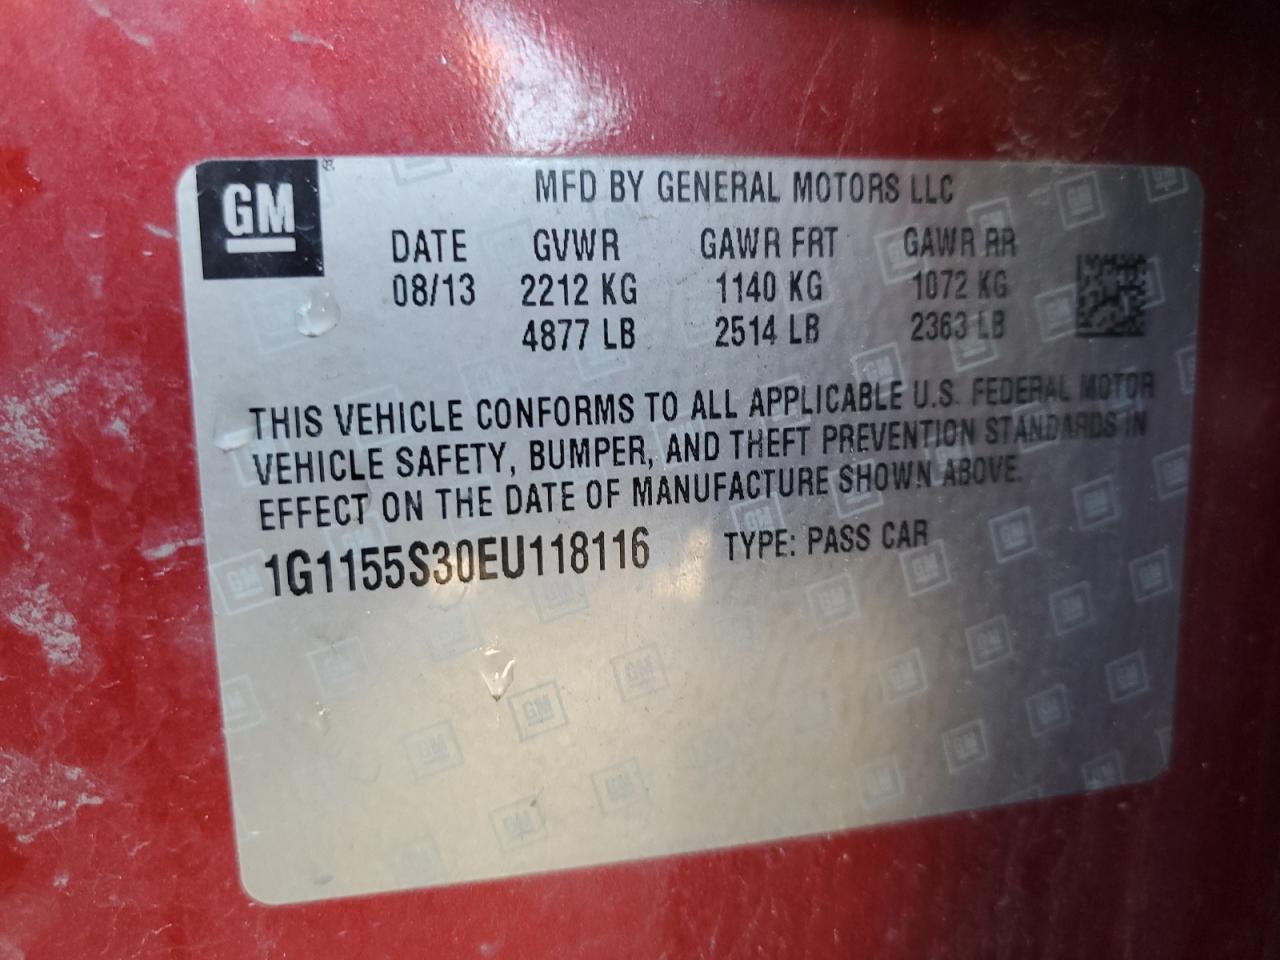 GM
MFD BY GENERAL MOTORS LLC
DATE GVWR GAWR FRT GAWR RR
08/13 2212 KG 1140 KG 1072 KG
4877 LB 2514 LB 2363 LB
THIS VEHICLE CONFORMS TO ALL APPLICABLE U.S. FEDERAL MOTOR
VEHICLE SAFETY, BUMPER, AND THEFT PREVENTION STANDARDS IN
EFFECT ON THE DATE OF MANUFACTURE SHOWN ABOVE.
1G1155S30EU118116 TYPE: PASS CAR